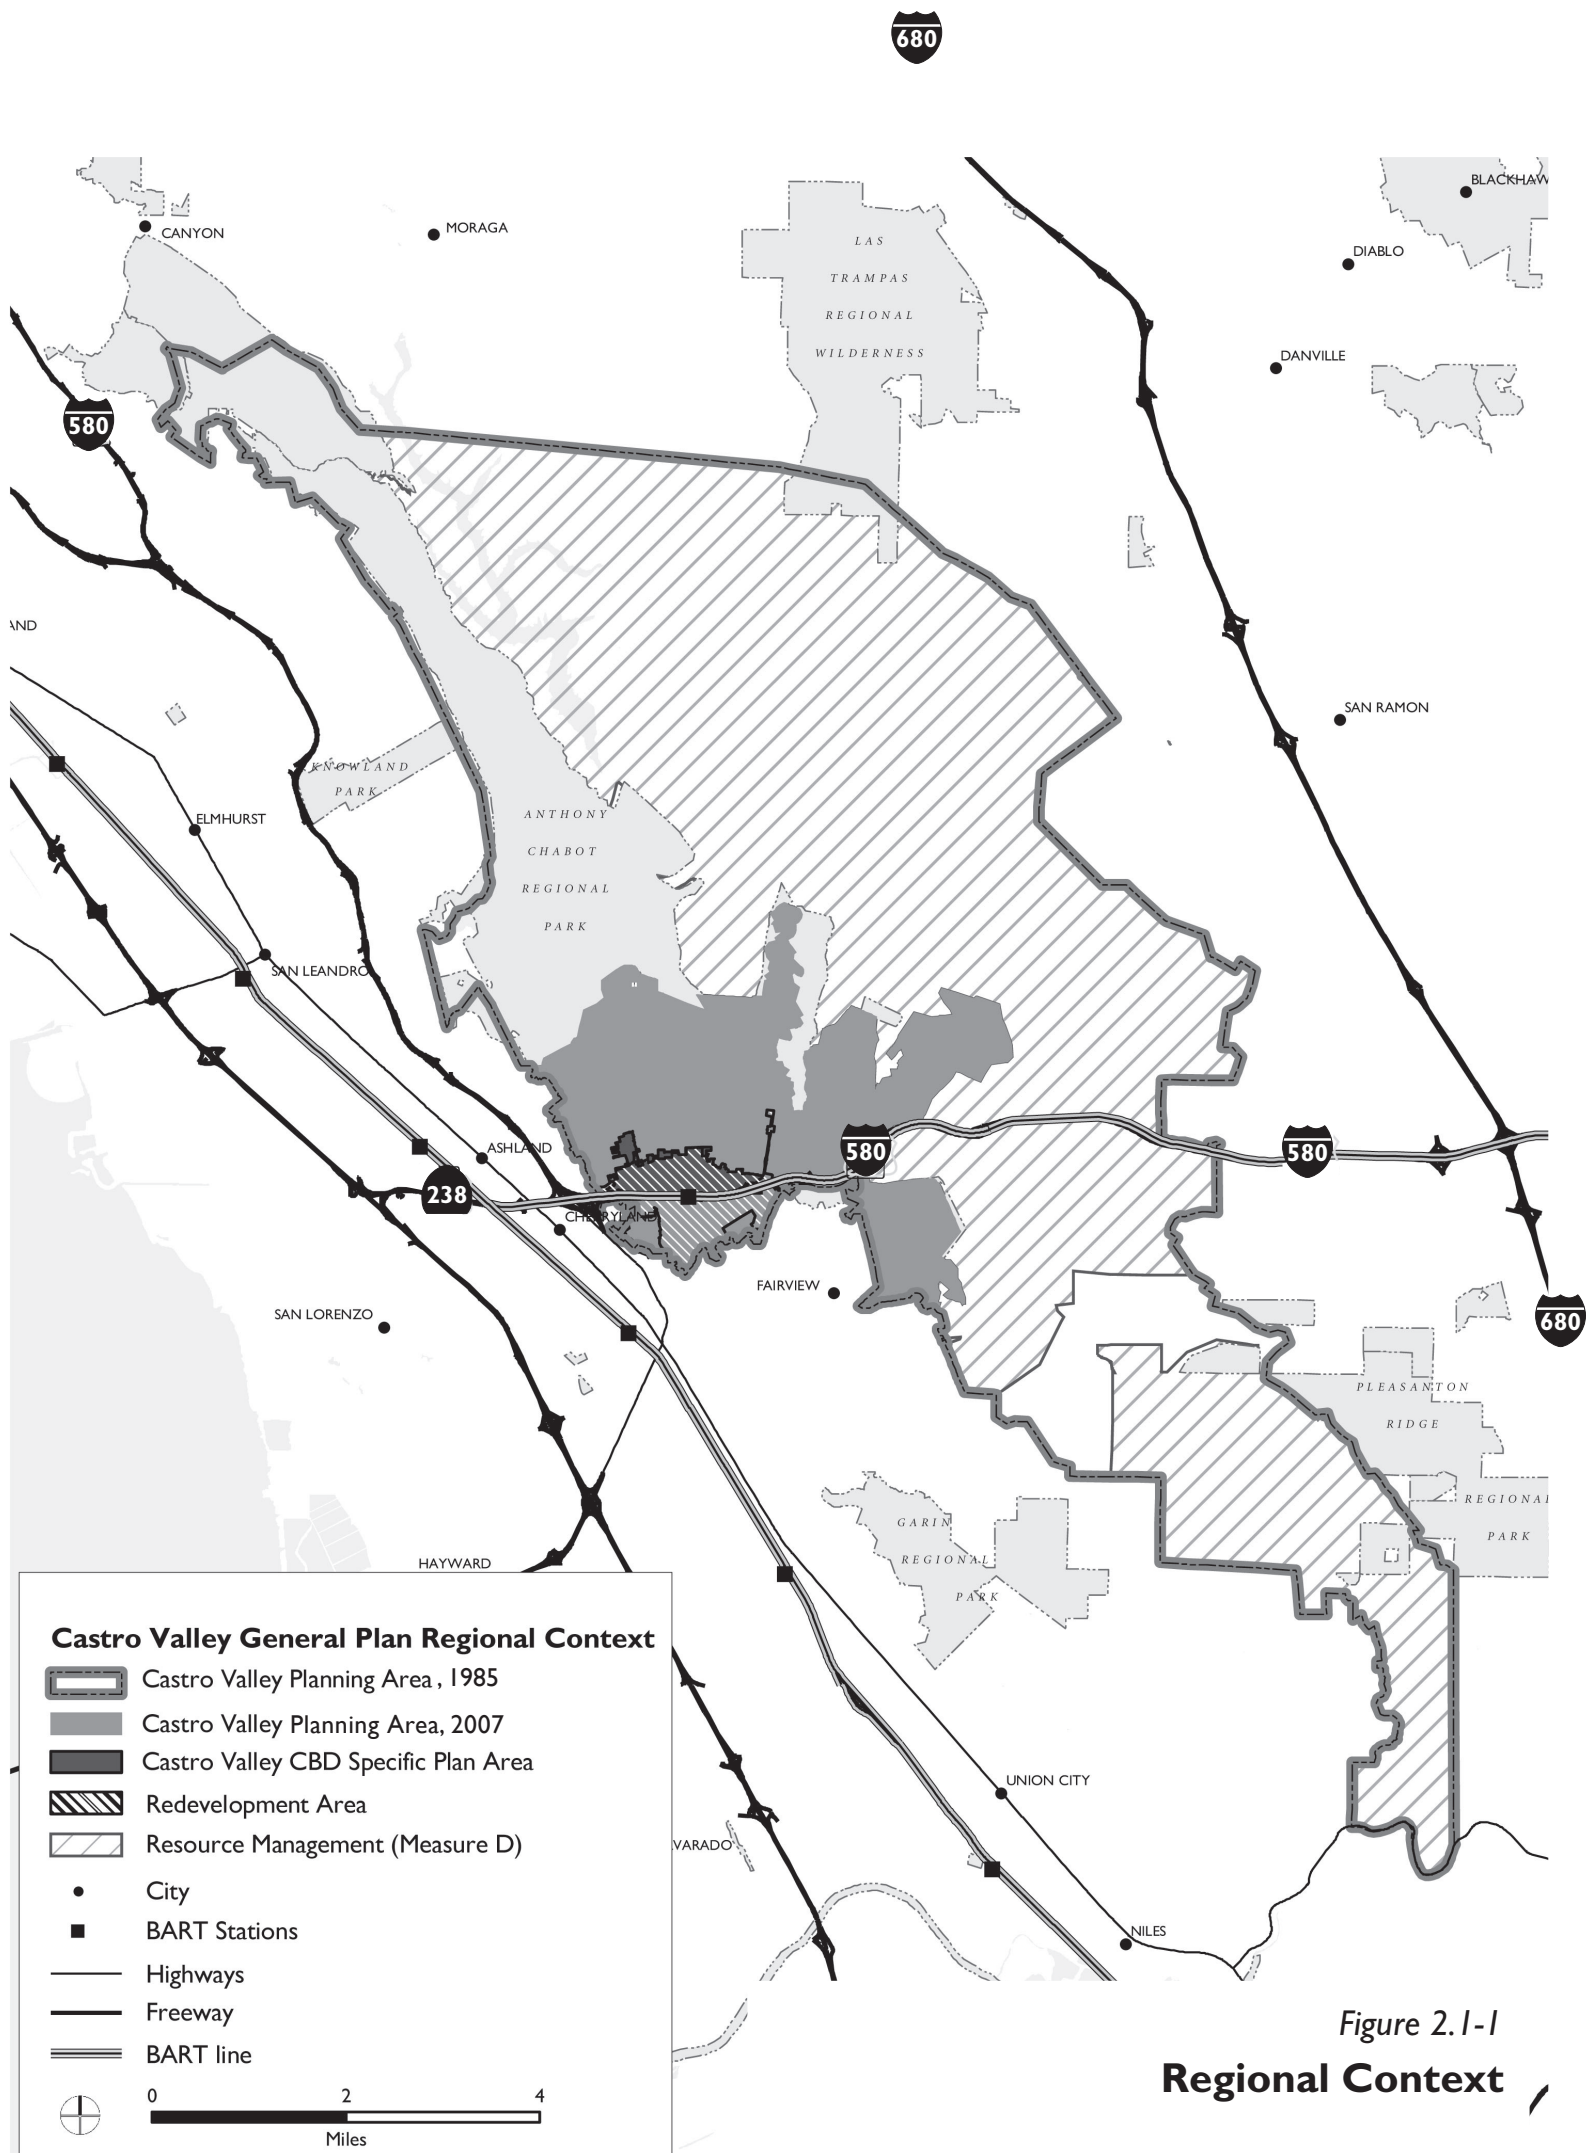 680
BLACKHAW
CANYON
MORAGA
DIABLO
LAS
TRAMPAS
REGIONAL
WILDERNESS
DANVILLE
580
AND
SAN RAMON
KNOWLAND
PARK
ELMHURST
ANTHONY
CHABOT
REGIONAL
PARK
SAN LEANDRO
ASHLAND
580
580
238
CHERRYLAND
FAIRVIEW
SAN LORENZO
680
PLEASANTON
RIDGE
REGIONAL
PARK
GARIN
REGIONAL
PARK
HAYWARD
Castro Valley General Plan Regional Context
Castro Valley Planning Area, 1985
Castro Valley Planning Area, 2007
Castro Valley CBD Specific Plan Area
Redevelopment Area
Resource Management (Measure D)
City
BART Stations
Highways
Freeway
BART line
0 2 4
Miles
UNION CITY
VARADO
NILES
Figure 2.1-1
Regional Context